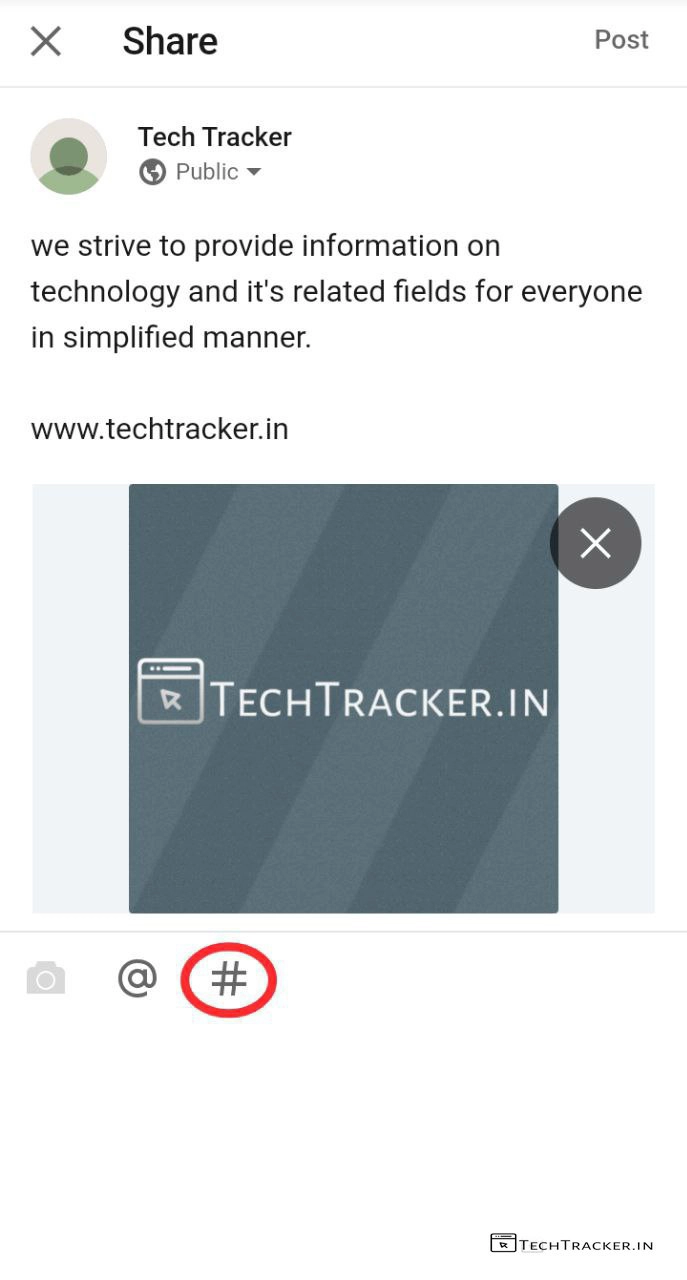 Share
Post
Tech Tracker
Public
we strive to provide information on
technology and it's related fields for everyone
in simplified manner.
www.techtracker.in
TECHTRACKER.IN
@ #
TECHTRACKER.IN